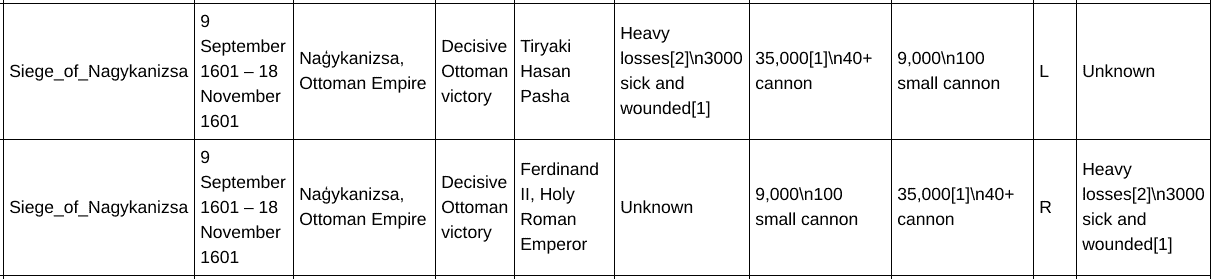 Siege_of_Nagykanizsa
9
September
1601 – 18
November
1601
Naģykanizsa,
Ottoman Empire
Decisive
Ottoman
victory
Tiryaki
Hasan
Pasha
Heavy
losses[2]\n3000
sick and
wounded[1]
35,000[1]\n40+
cannon
9,000\n100
small cannon
L
Unknown
Siege_of_Nagykanizsa
9
September
1601 – 18
November
1601
Naģykanizsa,
Ottoman Empire
Decisive
Ottoman
victory
Ferdinand
II, Holy
Roman
Emperor
Unknown
9,000\n100
small cannon
35,000[1]\n40+
cannon
R
Heavy
losses[2]\n3000
sick and
wounded[1]